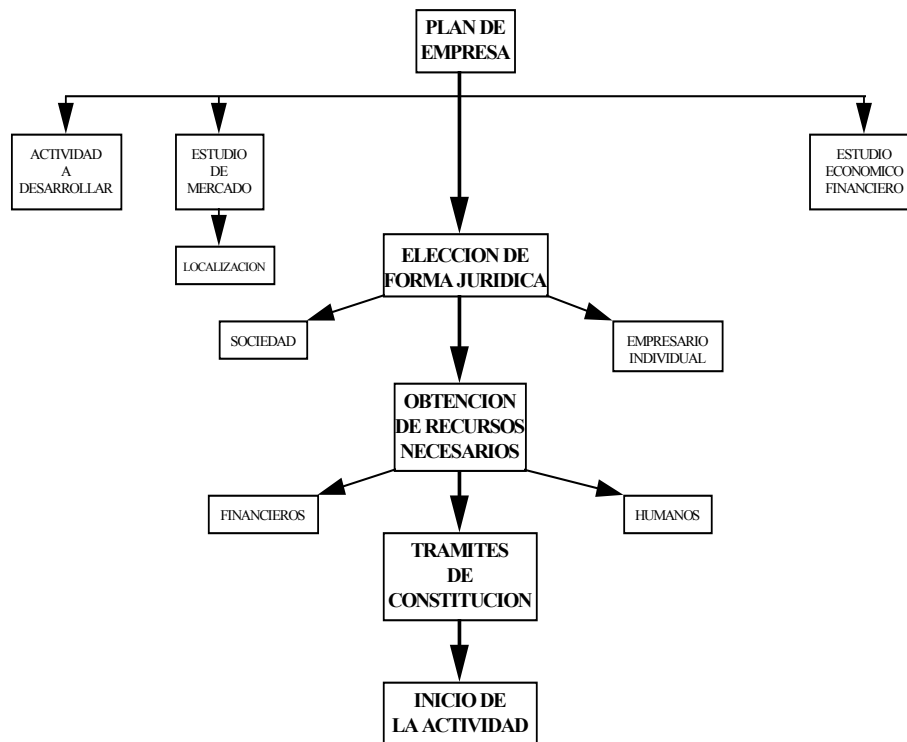 PLAN DE
EMPRESA
ACTIVIDAD
A
DESARROLLAR
ESTUDIO
DE
MERCADO
ESTUDIO
ECONOMICO
FINANCIERO
LOCALIZACION
ELECCION DE
FORMA JURIDICA
SOCIEDAD
EMPRESARIO
INDIVIDUAL
OBTENCION
DE RECURSOS
NECESARIOS
FINANCIEROS
HUMANOS
TRAMITES
DE
CONSTITUCION
INICIO DE
LA ACTIVIDAD